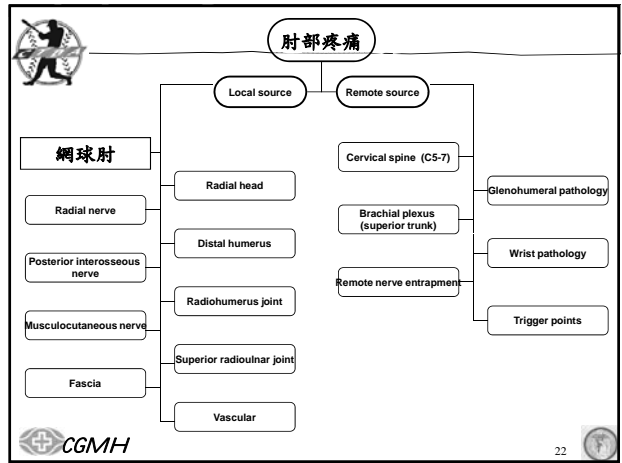 肘部疼痛
Local source
Remote source
網球肘
Radial nerve
Posterior interosseous
nerve
Musculocutaneous nerve
Fascia
Radial head
Distal humerus
Radiohumerus joint
Superior radioulnar joint
Vascular
Cervical spine (C5-7)
Brachial plexus
(superior trunk)
Remote nerve entrapment
Glenohumeral pathology
Wrist pathology
Trigger points
CGMH
22